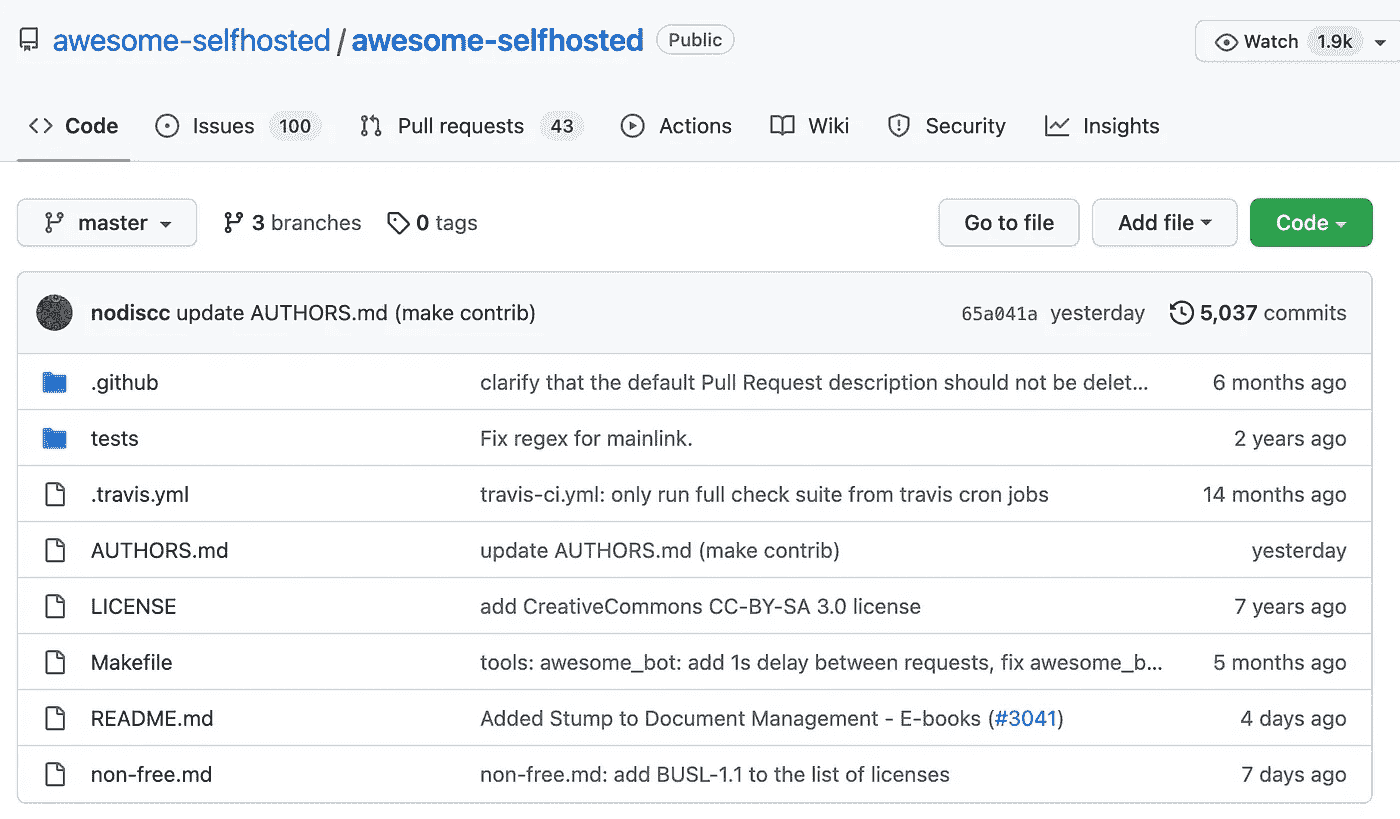 awesome-selfhosted / awesome-selfhosted Public Watch 1.9k
Code Issues 100 Pull requests 43 Actions Wiki Security Insights
master 3 branches 0 tags Go to file Add file Code
nodiscc update AUTHORS.md (make contrib) 65a041a yesterday 5,037 commits
.github clarify that the default Pull Request description should not be delet... 6 months ago
tests Fix regex for mainlink. 2 years ago
.travis.yml travis-ci.yml: only run full check suite from travis cron jobs 14 months ago
AUTHORS.md update AUTHORS.md (make contrib) yesterday
LICENSE add CreativeCommons CC-BY-SA 3.0 license 7 years ago
Makefile tools: awesome_bot: add 1s delay between requests, fix awesome_b... 5 months ago
README.md Added Stump to Document Management - E-books (#3041) 4 days ago
non-free.md non-free.md: add BUSL-1.1 to the list of licenses 7 days ago